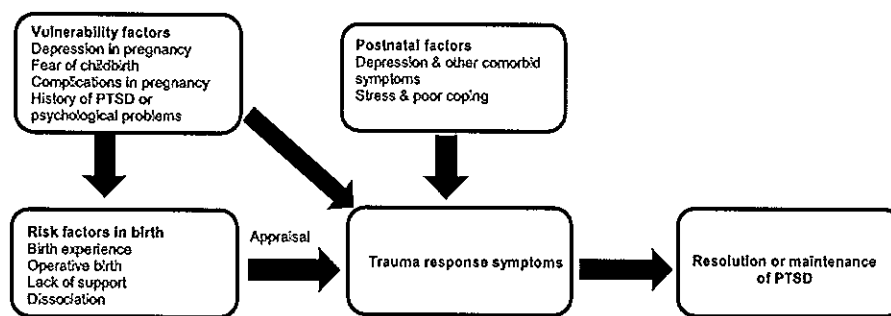 Vulnerability factors
Depression in pregnancy
Fear of childbirth
Complications in pregnancy
History of PTSD or
psychological problems
Postnatal factors
Depression & other comorbid
symptoms
Stress & poor coping
Risk factors in birth
Birth experience
Operative birth
Lack of support
Dissociation
Appraisal
Trauma response symptoms
Resolution or maintenance
of PTSD